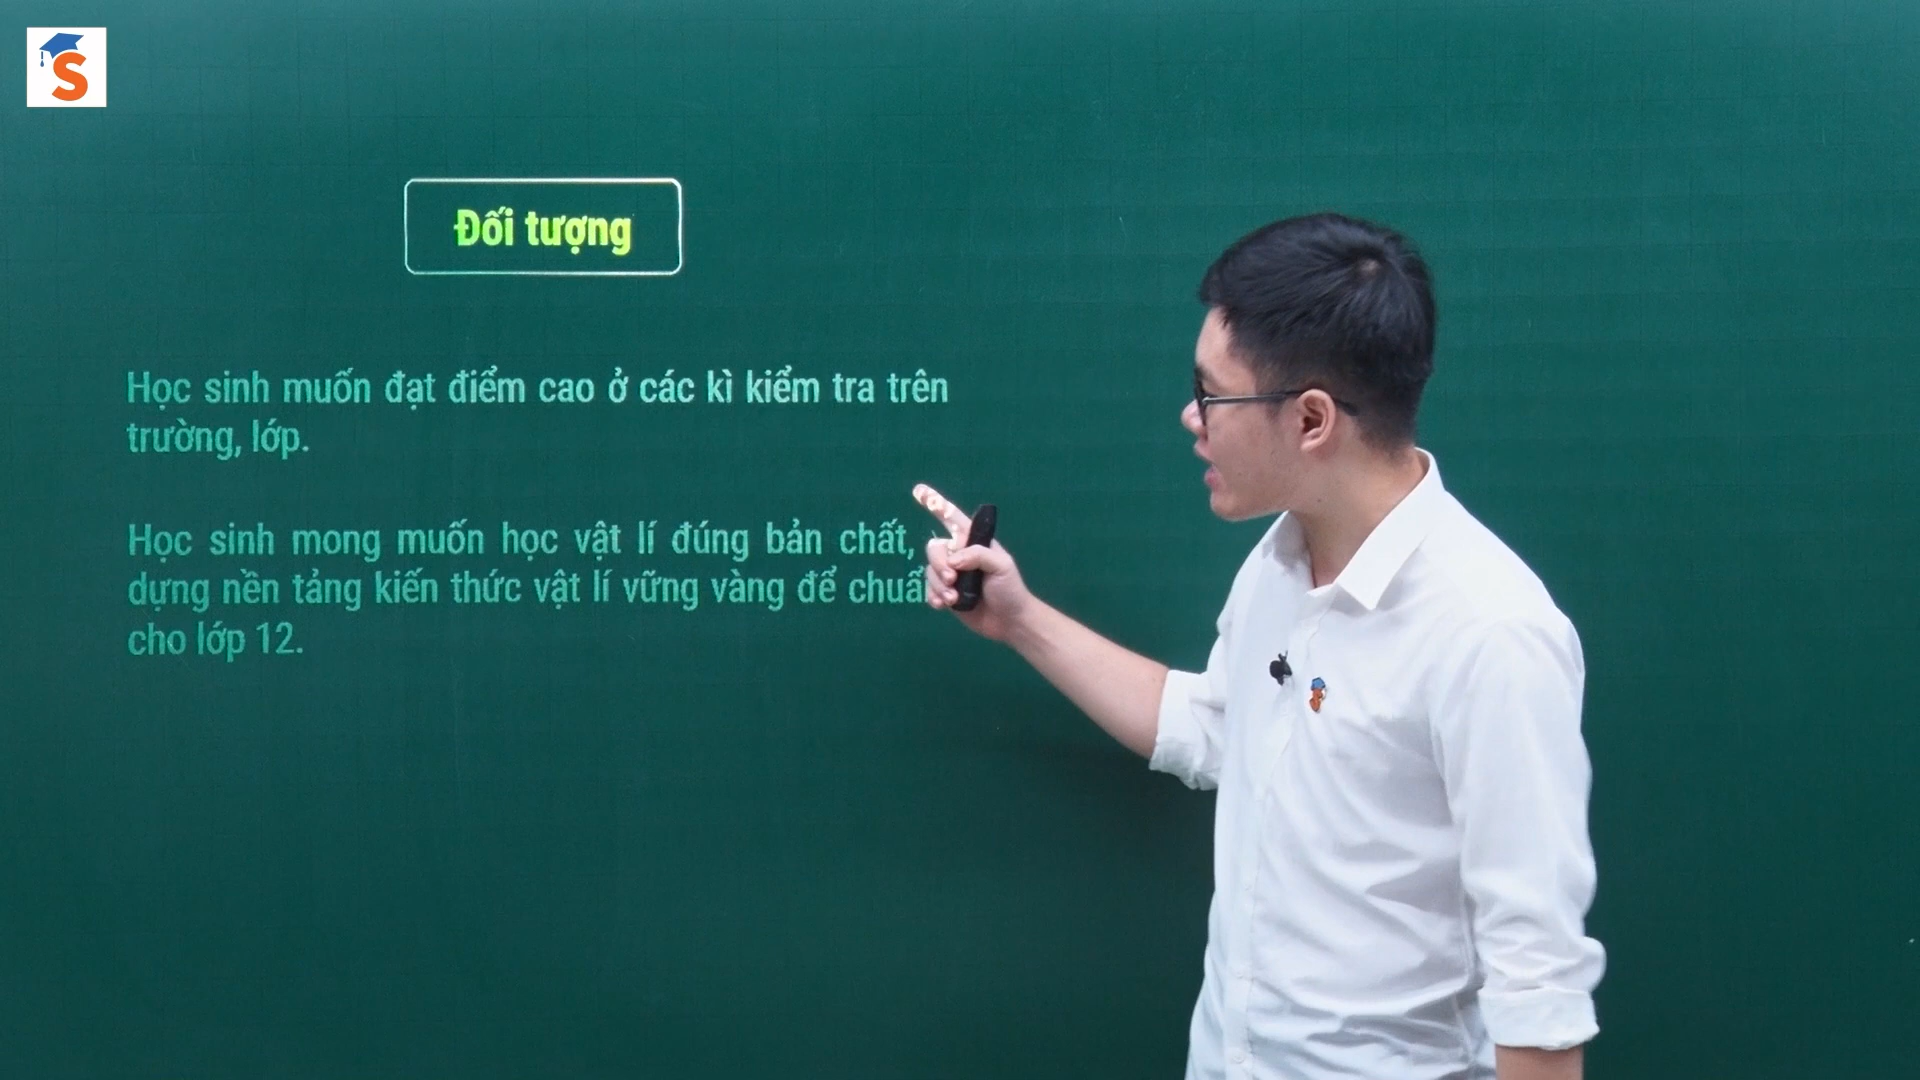 S
Đối tượng
Học sinh muốn đạt điểm cao ở các kì kiểm tra trên
trường, lớp.
Học sinh mong muốn học vật lí đúng bản chất,
dựng nền tảng kiến thức vật lí vững vàng để
cho lớp 12.